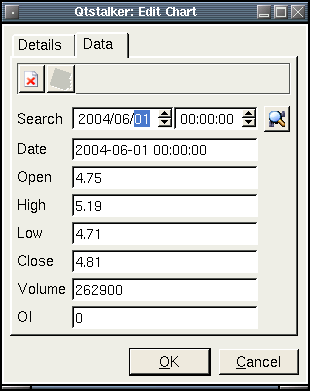 Qtstalker: Edit Chart
Details Data
Search 2004/06/01 00:00:00
Date 2004-06-01 00:00:00
Open 4.75
High 5.19
Low 4.71
Close 4.81
Volume 262900
OI 0
OK Cancel